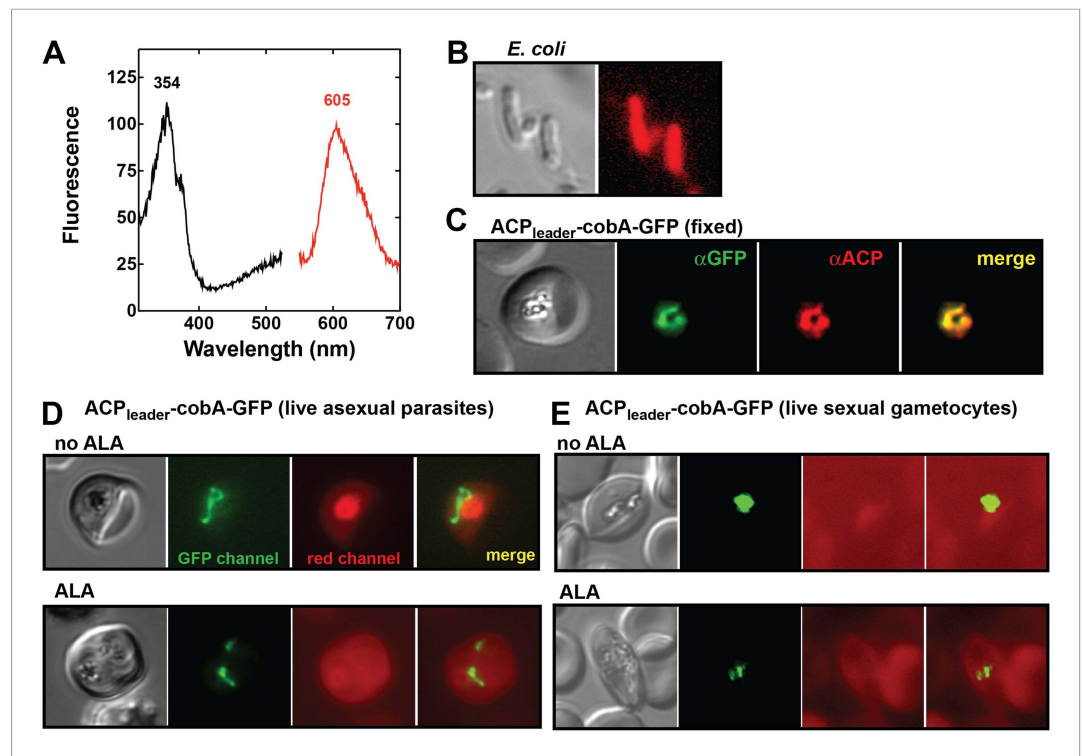 A
354
605
125
100
75
50
25
0
Fluorescence
400 500 600 700
Wavelength (nm)
B
E. coli
C
ACPleader-cobA-GFP (fixed)
αGFP αACP merge
D
ACPleader-cobA-GFP (live asexual parasites)
no ALA
GFP channel red channel merge
ALA
E
ACPleader-cobA-GFP (live sexual gametocytes)
no ALA
ALA